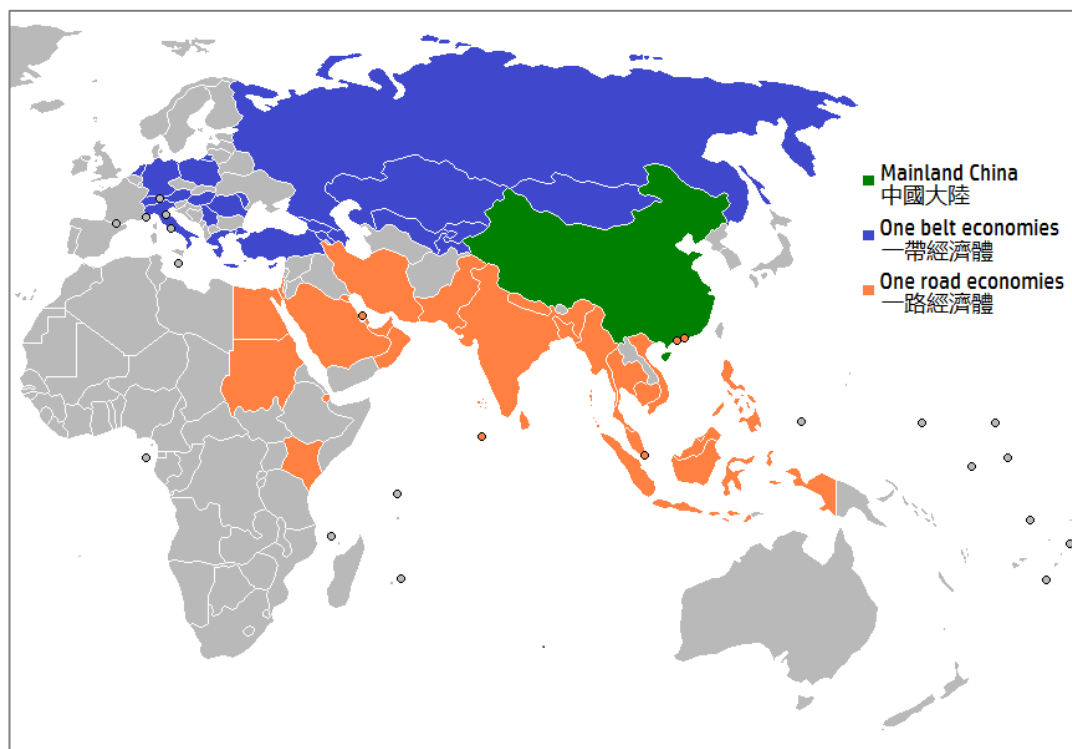 Mainland China
中國大陸
One belt economies
一帶經濟體
One road economies
一路經濟體